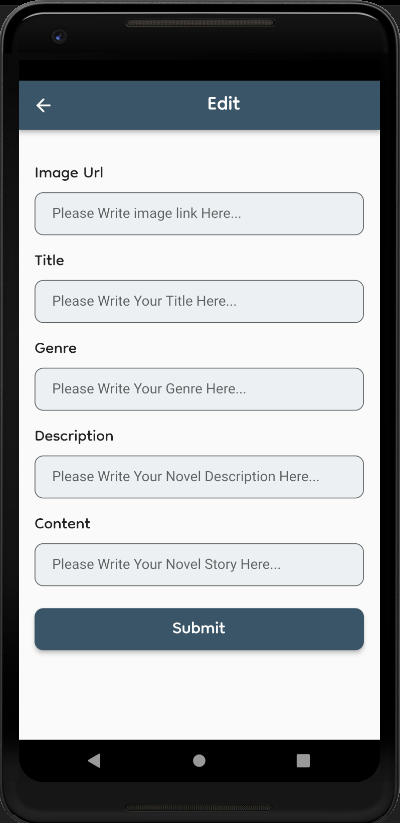 Edit
Image Url
Please Write image link Here...
Title
Please Write Your Title Here...
Genre
Please Write Your Genre Here...
Description
Please Write Your Novel Description Here...
Content
Please Write Your Novel Story Here...
Submit